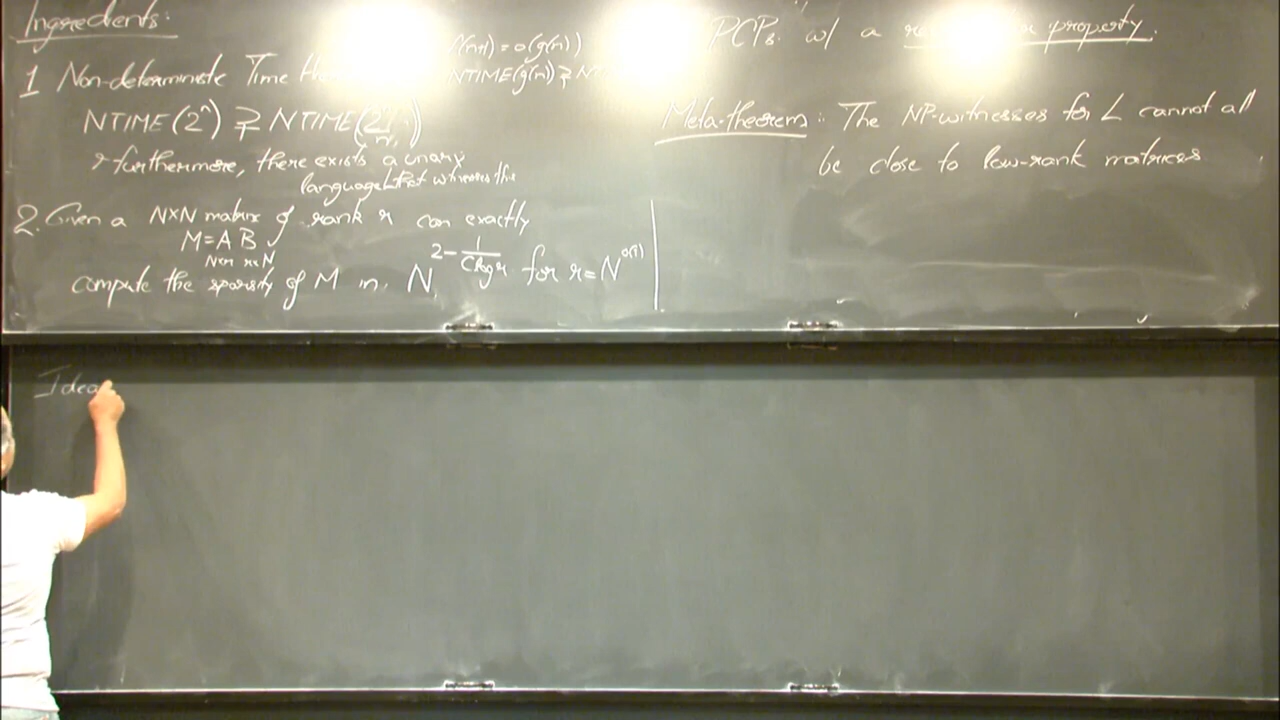 Ingredients:
1 Non-deterministic Time f(n+1) = o(g(n))
NTIME(g(n)) ⊋
NTIME(2^n) ⊋ NTIME(
& furthermore, there exists a unary
language L that witnesses this
2. Given a N×N matrix of rank r can exactly
M = A B
N×r r×N
compute the sparsity of M in N^{2 - 1/(C log r)} for r = N^{o(1)}
PCPs w/ a property.
Meta-theorem: The NP-witnesses for L cannot all
be close to low-rank matrices
Idea